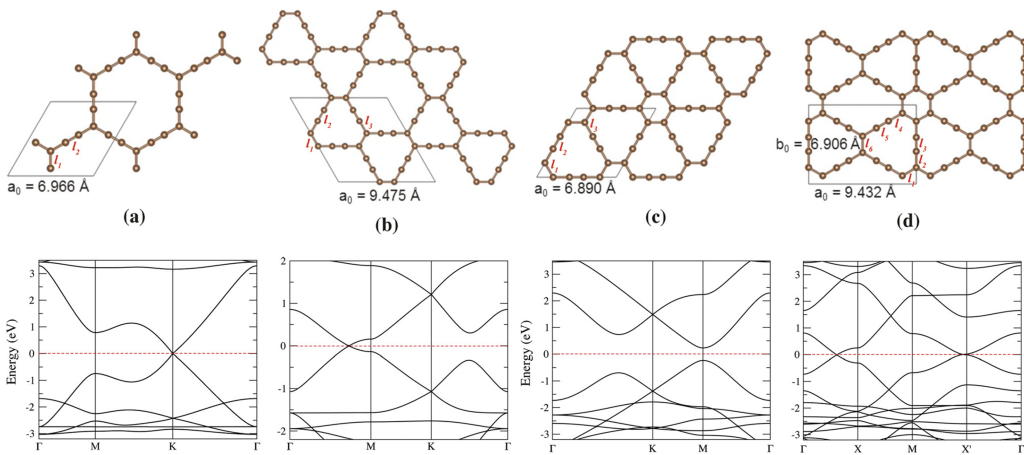 l1
l2
a0 = 6.966 Å
(a)
l1
l2
l3
a0 = 9.475 Å
(b)
l1
l2
l3
a0 = 6.890 Å
(c)
b0 = 6.906 Å
l1
l2
l3
l4
l5
l6
a0 = 9.432 Å
(d)
Energy (eV)
3
2
1
0
-1
-2
-3
Γ M K Γ
2
1
0
-1
-2
Γ M K Γ
Energy (eV)
3
2
1
0
-1
-2
-3
Γ K M Γ
3
2
1
0
-1
-2
-3
Γ X M X' Γ